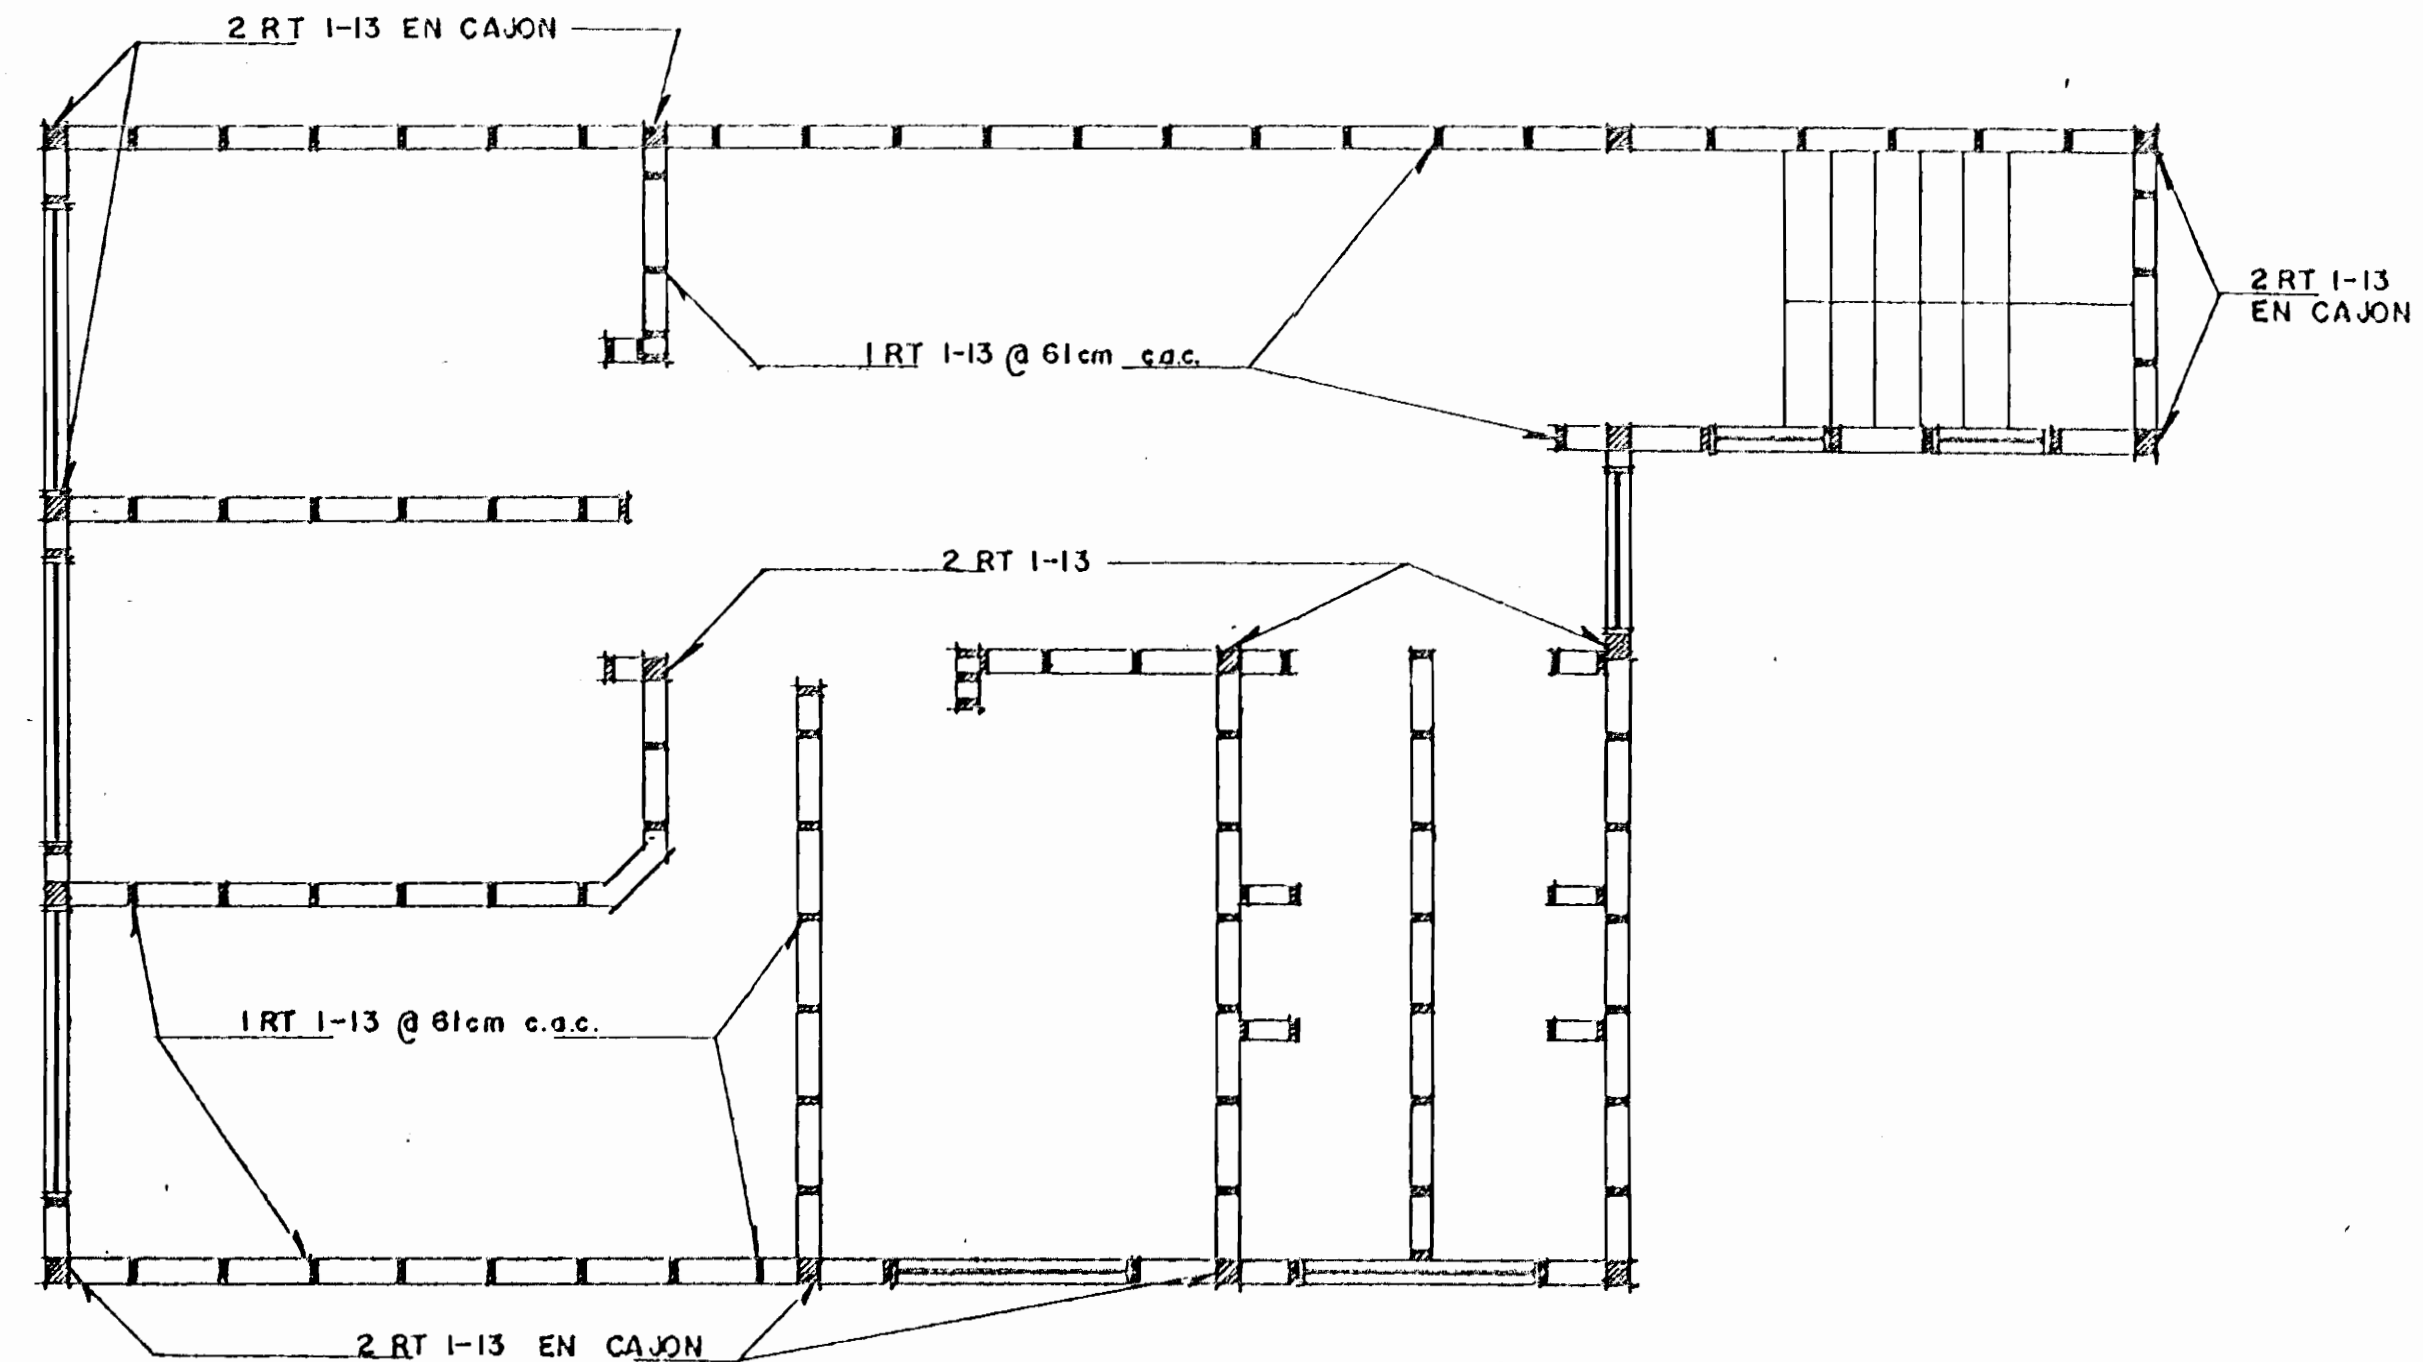 2 RT 1-13 EN CAJON
2 RT 1-13
EN CAJON
1 RT 1-13 @ 61cm c.a.c.
2 RT 1-13
1 RT 1-13 @ 61cm c.a.c.
2 RT 1-13 EN CAJON